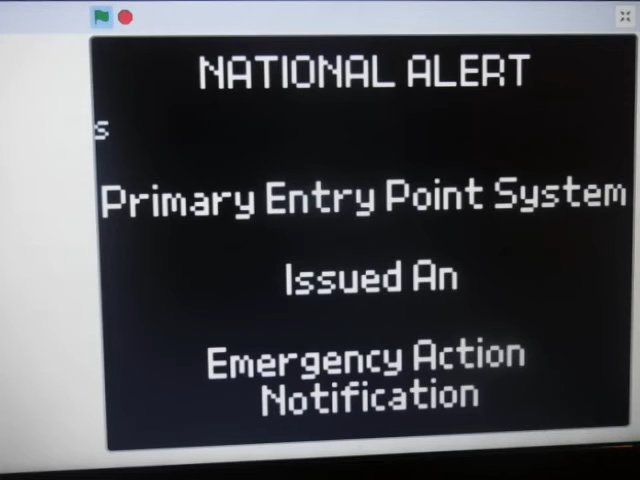 NATIONAL ALERT
s
Primary Entry Point System
Issued An
Emergency Action
Notification